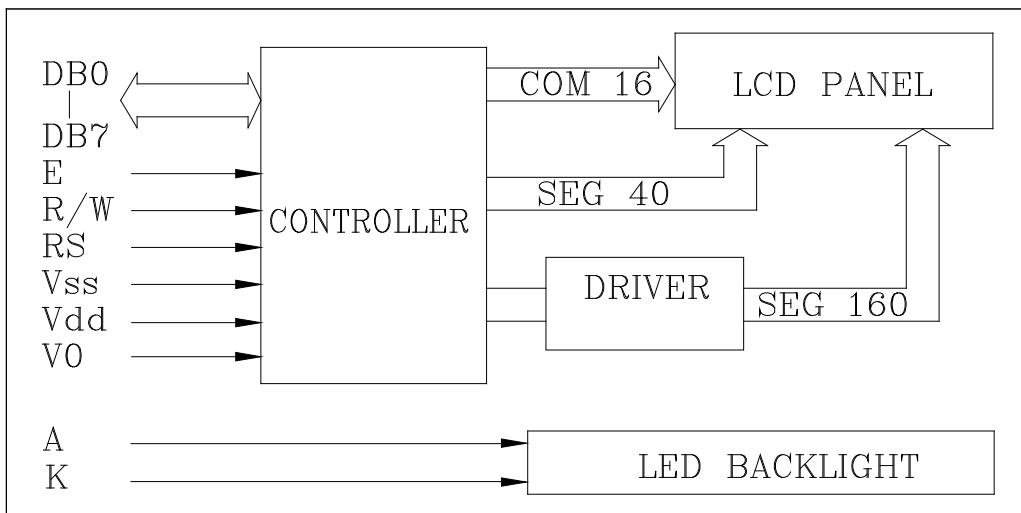 DB0
DB7
E
R/W
RS
Vss
Vdd
V0
A
K
CONTROLLER
COM 16
SEG 40
DRIVER
SEG 160
LCD PANEL
LED BACKLIGHT